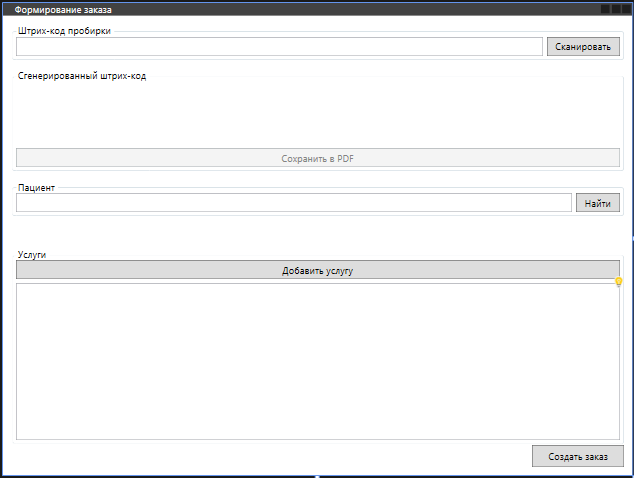 Формирование заказа
Штрих-код пробирки
Сканировать
Сгенерированный штрих-код
Сохранить в PDF
Пациент
Найти
Услуги
Добавить услугу
Создать заказ